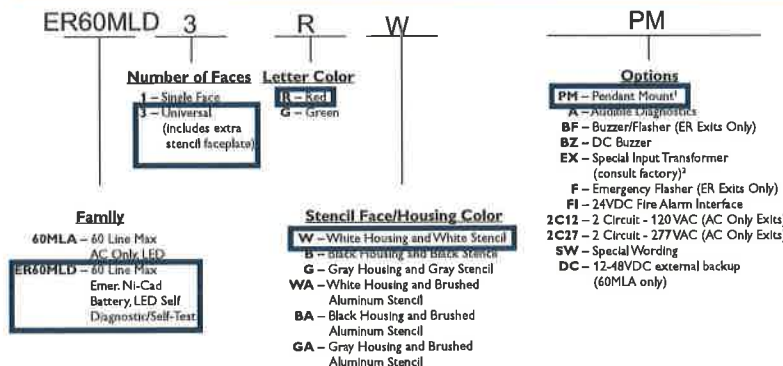 ER60MLD 3 R W PM
Number of Faces
1 – Single Face
3 – Universal
(includes extra
stencil faceplate)
Letter Color
R – Red
G – Green
Options
PM – Pendant Mount¹
A – Audible Diagnostics
BF – Buzzer/Flasher (ER Exits Only)
BZ – DC Buzzer
EX – Special Input Transformer
(consult factory)²
F – Emergency Flasher (ER Exits Only)
FI – 24VDC Fire Alarm Interface
2C12 – 2 Circuit - 120VAC (AC Only Exits
2C27 – 2 Circuit - 277VAC (AC Only Exits)
SW – Special Wording
DC – 12-48VDC external backup
(60MLA only)
Family
60MLA – 60 Line Max
AC Only, LED
ER60MLD – 60 Line Max
Emer. Ni-Cad
Battery, LED Self
Diagnostic/Self-Test
Stencil Face/Housing Color
W – White Housing and White Stencil
B – Black Housing and Black Stencil
G – Gray Housing and Gray Stencil
WA – White Housing and Brushed
Aluminum Stencil
BA – Black Housing and Brushed
Aluminum Stencil
GA – Gray Housing and Brushed
Aluminum Stencil